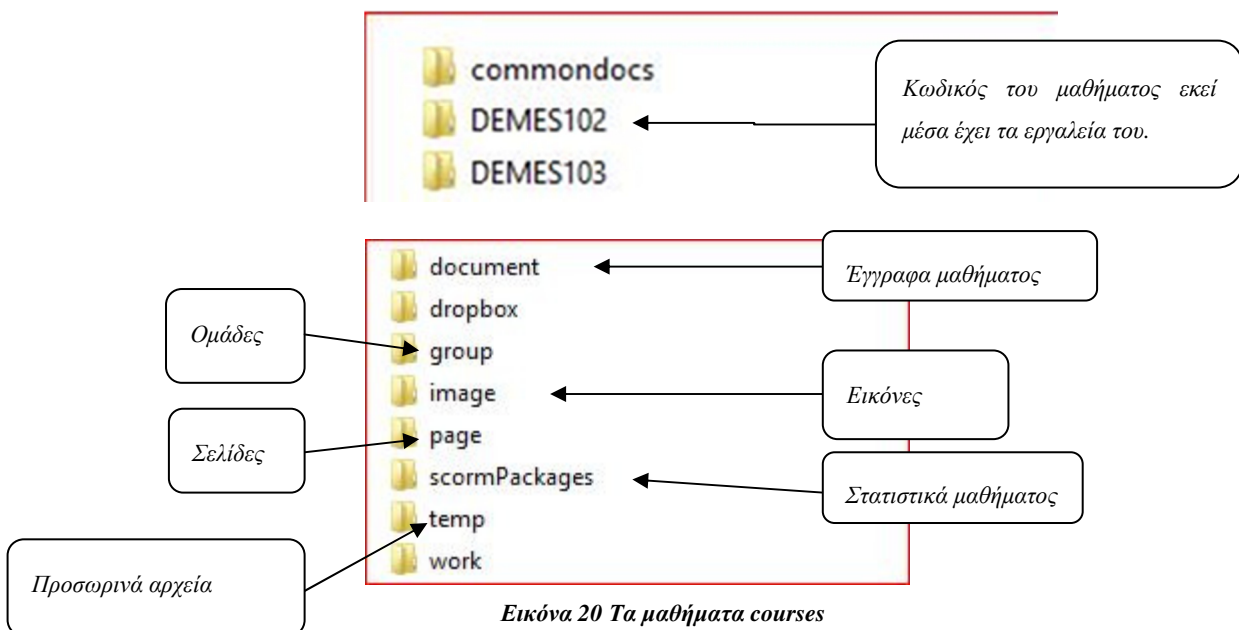 commondocs
DEMES102
DEMES103
Κωδικός του μαθήματος εκεί
μέσα έχει τα εργαλεία του.
document
dropbox
group
image
page
scormPackages
temp
work
Έγγραφα μαθήματος
Ομάδες
Εικόνες
Σελίδες
Στατιστικά μαθήματος
Προσωρινά αρχεία
Εικόνα 20 Τα μαθήματα courses